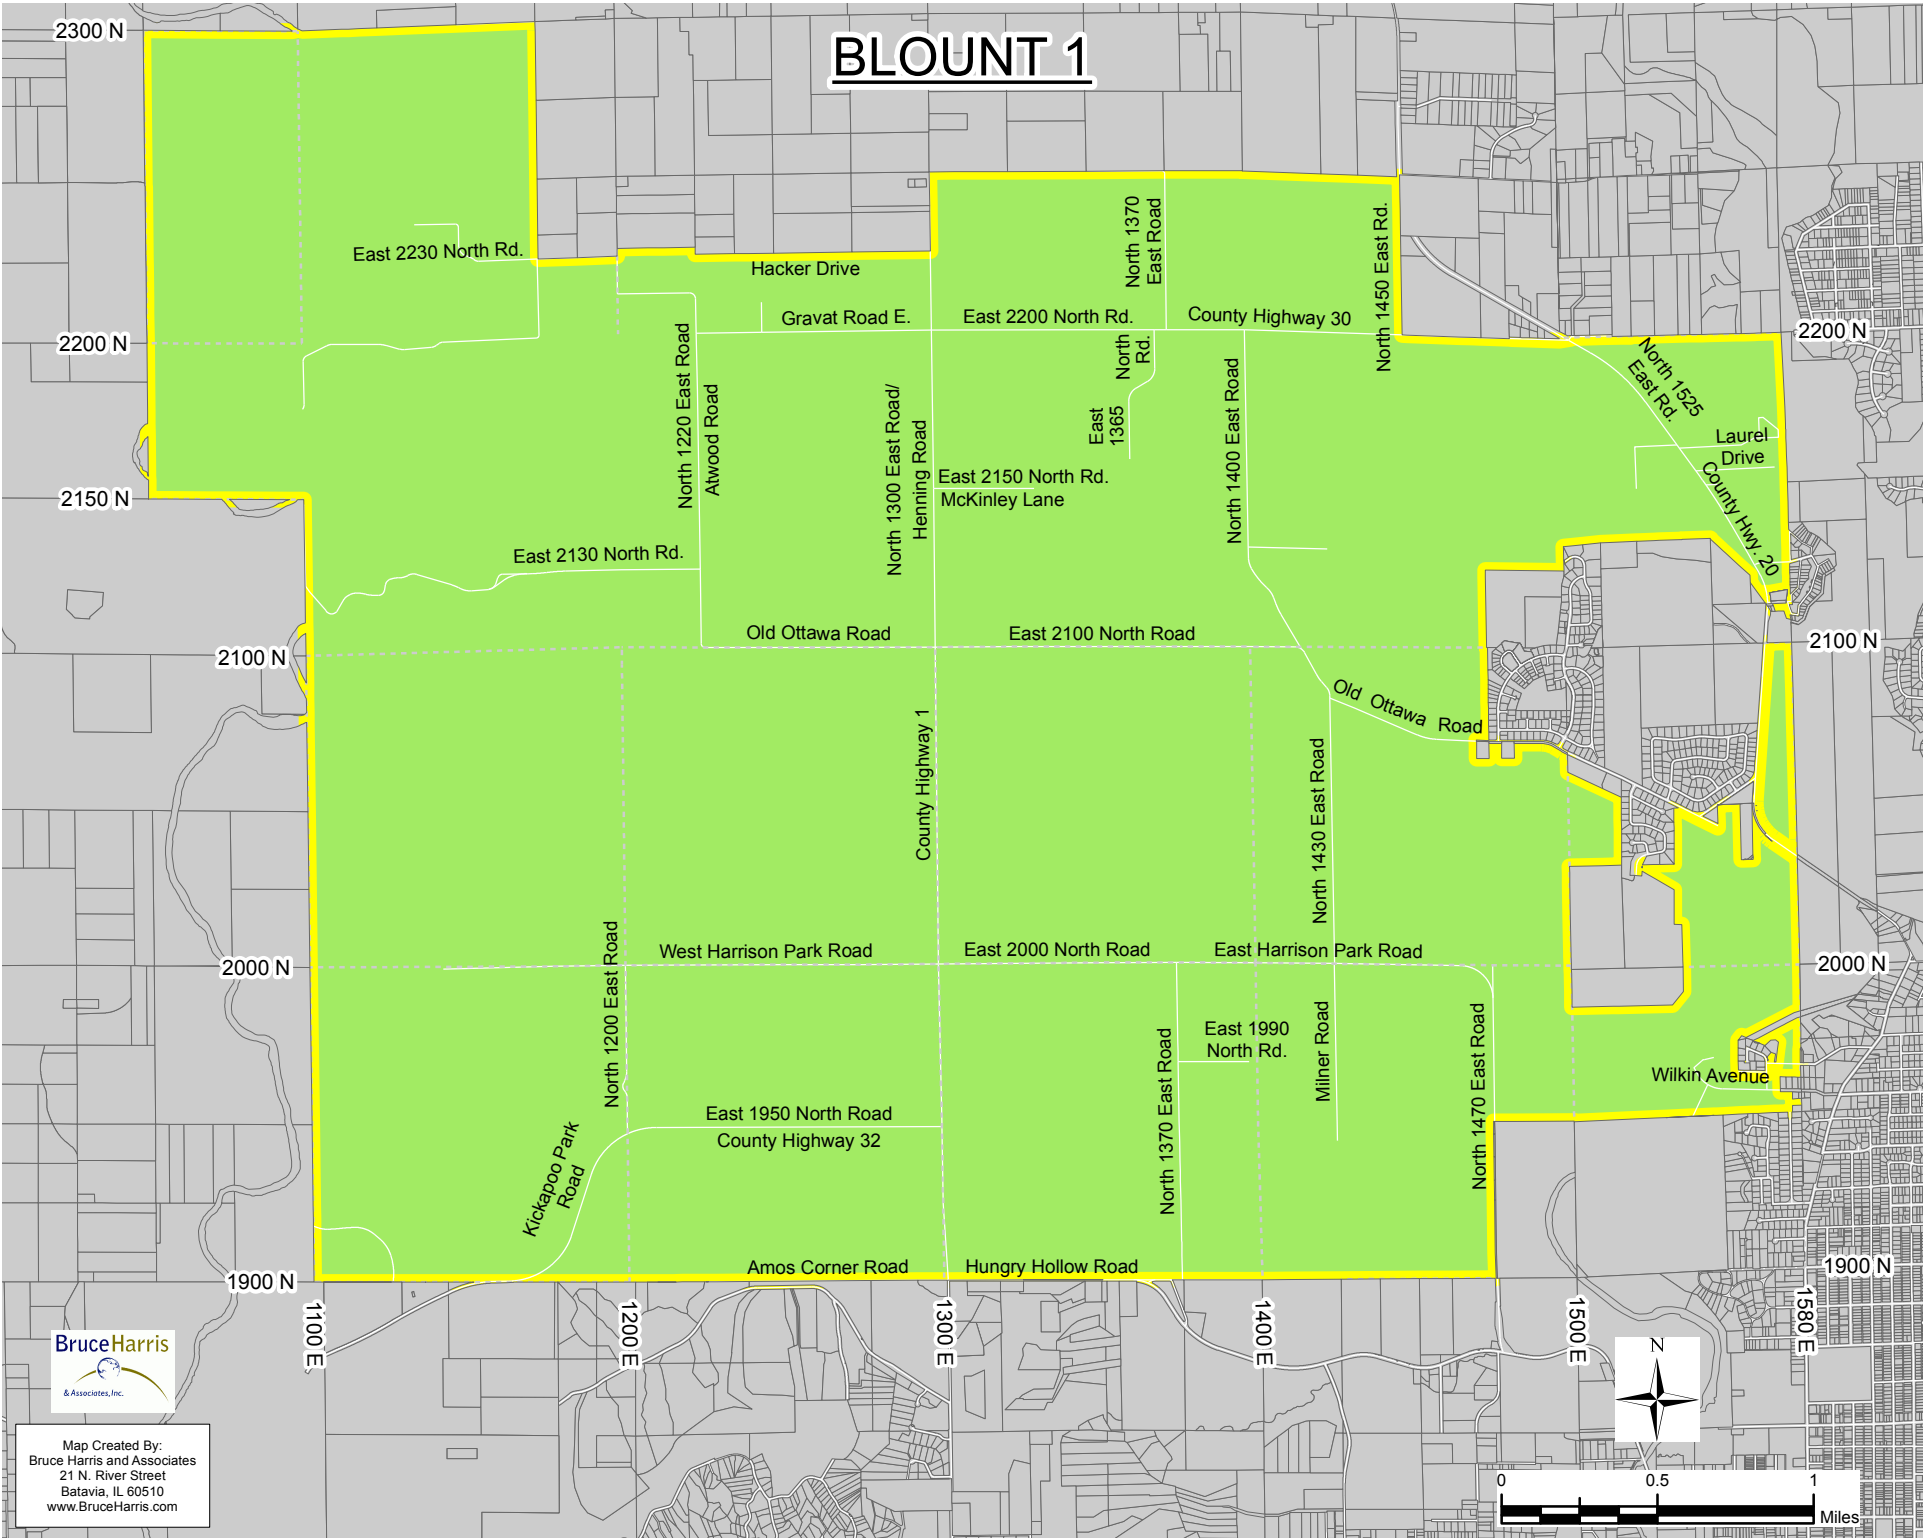 BLOUNT 1
2300 N
East 2230 North Rd.
Hacker Drive
North 1370
East Road
North 1450 East Rd.
Gravat Road E.
East 2200 North Rd.
County Highway 30
2200 N
2200 N
North 1220 East Road
Atwood Road
North 1300 East Road/
Henning Road
North
Rd.
East
1365
North 1400 East Road
North 1525
East Rd.
Laurel
Drive
County Hwy. 20
2150 N
East 2150 North Rd.
McKinley Lane
East 2130 North Rd.
Old Ottawa Road
East 2100 North Road
2100 N
2100 N
Old Ottawa Road
County Highway 1
North 1430 East Road
West Harrison Park Road
East 2000 North Road
East Harrison Park Road
2000 N
2000 N
North 1200 East Road
East 1990
North Rd.
North 1370 East Road
Milner Road
North 1470 East Road
Wilkin Avenue
East 1950 North Road
County Highway 32
Kickapoo Park
Road
Amos Corner Road
Hungry Hollow Road
1900 N
1900 N
1100 E
1200 E
1300 E
1400 E
1500 E
1580 E
BruceHarris
& Associates, Inc.
Map Created By:
Bruce Harris and Associates
21 N. River Street
Batavia, IL 60510
www.BruceHarris.com
N
0 0.5 1
Miles